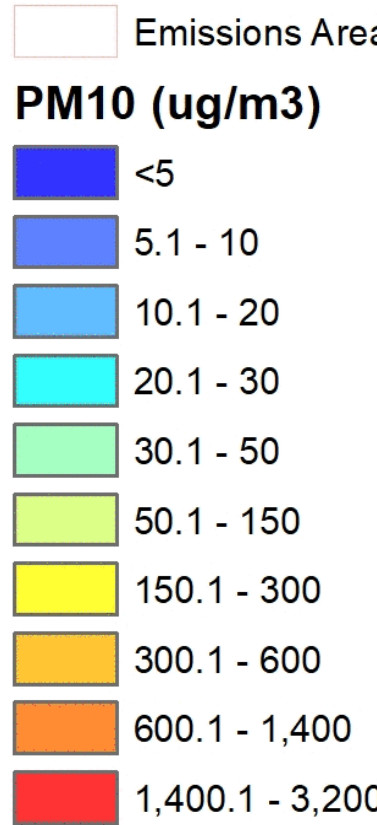 Emissions Area
PM10 (ug/m3)
<5
5.1 - 10
10.1 - 20
20.1 - 30
30.1 - 50
50.1 - 150
150.1 - 300
300.1 - 600
600.1 - 1,400
1,400.1 - 3,200